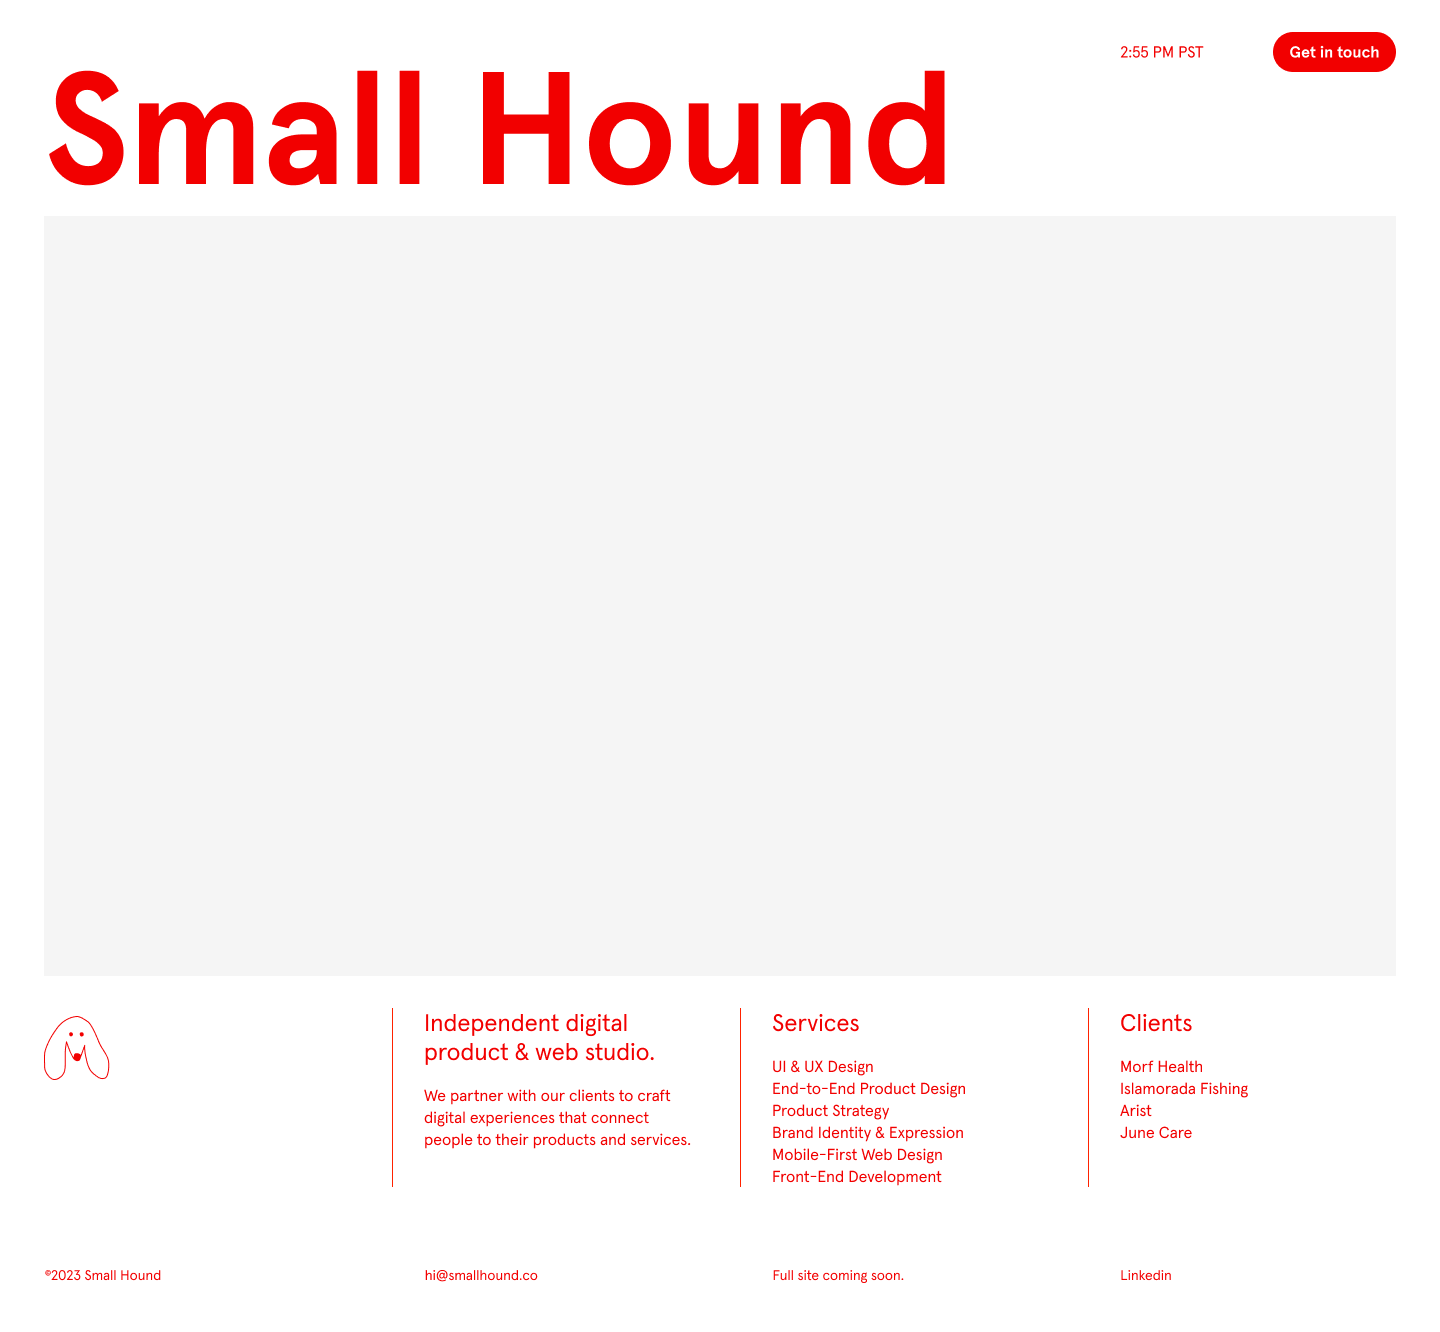 2:55 PM PST
Get in touch
Small Hound
Independent digital
product & web studio.
We partner with our clients to craft
digital experiences that connect
people to their products and services.
Services
UI & UX Design
End-to-End Product Design
Product Strategy
Brand Identity & Expression
Mobile-First Web Design
Front-End Development
Clients
Morf Health
Islamorada Fishing
Arist
June Care
©2023 Small Hound
hi@smallhound.co
Full site coming soon.
Linkedin